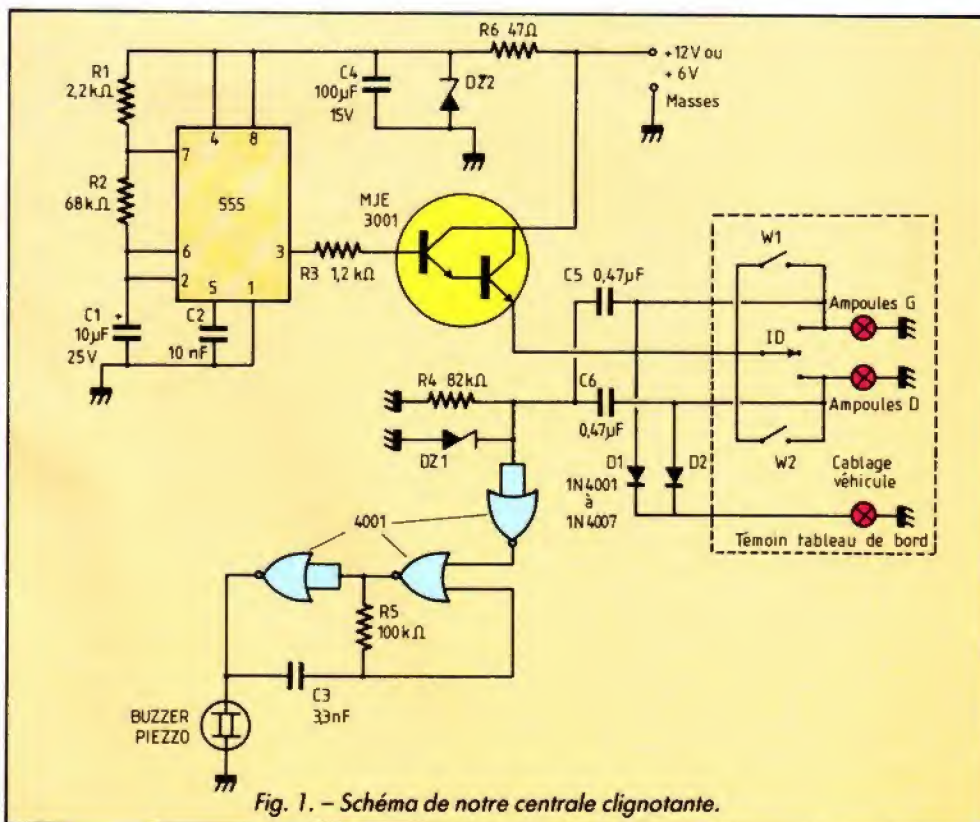 R6 47Ω
+12V ou
+6V
Masses
R1
2,2kΩ
C4
100µF
15V
DZ2
4 8
7
R2
68kΩ
555
MJE
3001
6
2
3
R3 1,2 kΩ
5 1
C1 +
10µF
25V
C2
10 nF
C5 0,47µF
W1
Ampoules G
ID
R4 82kΩ
C6
0,47µF
Ampoules D
DZ1
D1
D2
W2
1N4001
à
1N4007
Cablage
véhicule
Témoin tableau de bord
4001
R5
100kΩ
C3
3,3nF
BUZZER
PIEZZO
Fig. 1. – Schéma de notre centrale clignotante.